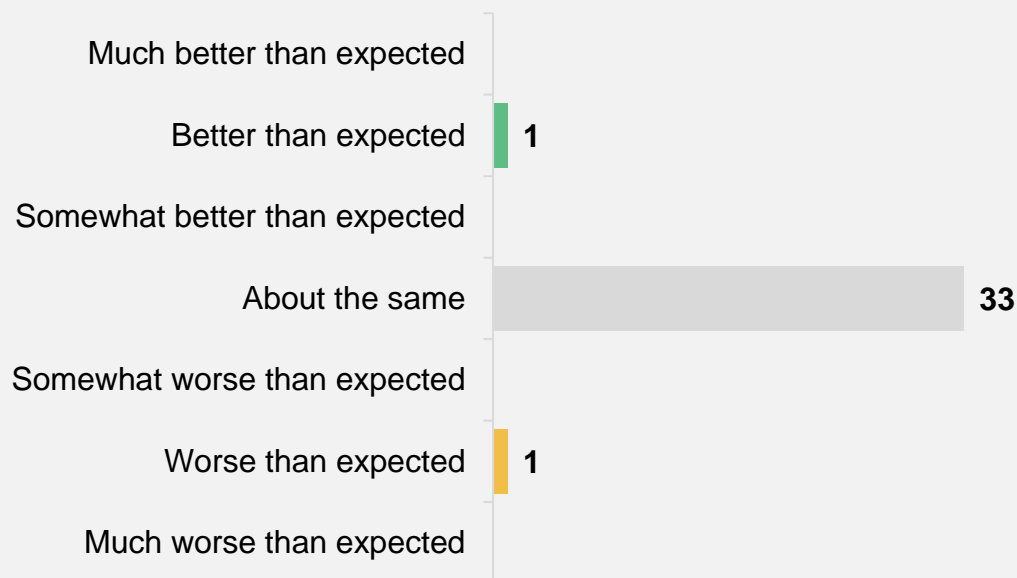 Much better than expected
Better than expected 1
Somewhat better than expected
About the same 33
Somewhat worse than expected
Worse than expected 1
Much worse than expected